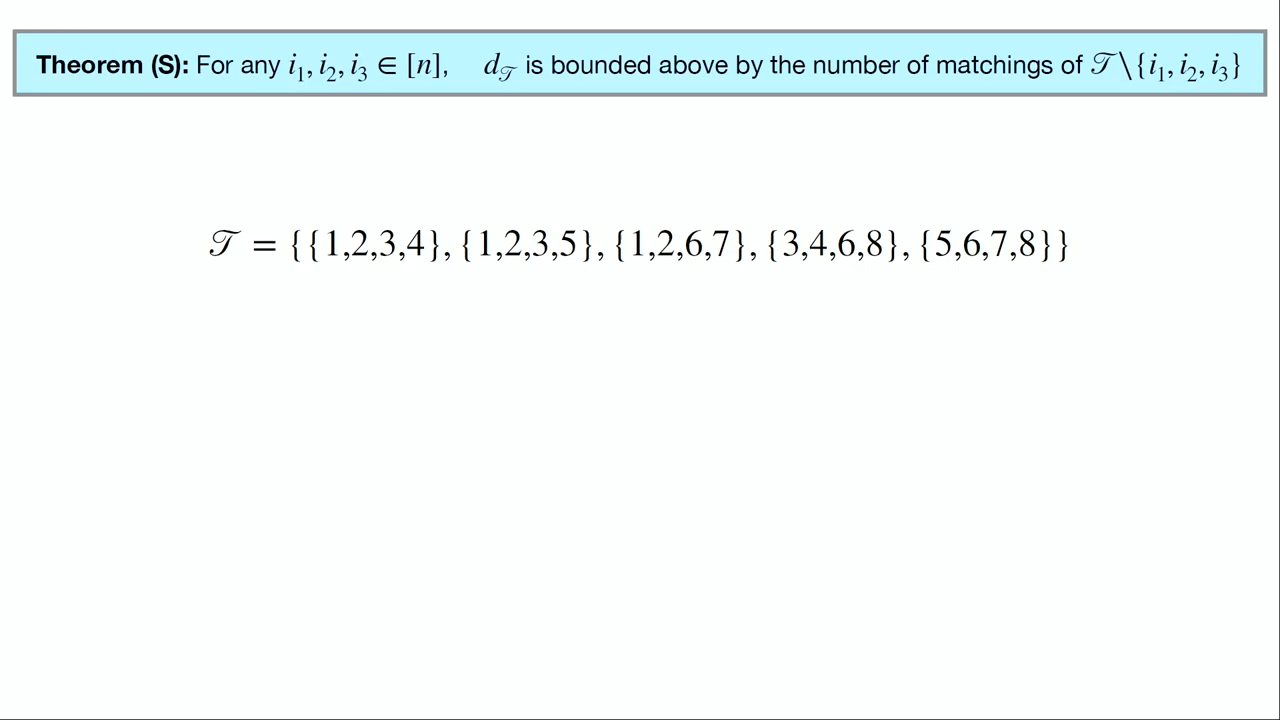 Theorem (S): For any i₁, i₂, i₃ ∈ [n], d_𝒯 is bounded above by the number of matchings of 𝒯∖{i₁, i₂, i₃}
𝒯 = {{1,2,3,4}, {1,2,3,5}, {1,2,6,7}, {3,4,6,8}, {5,6,7,8}}